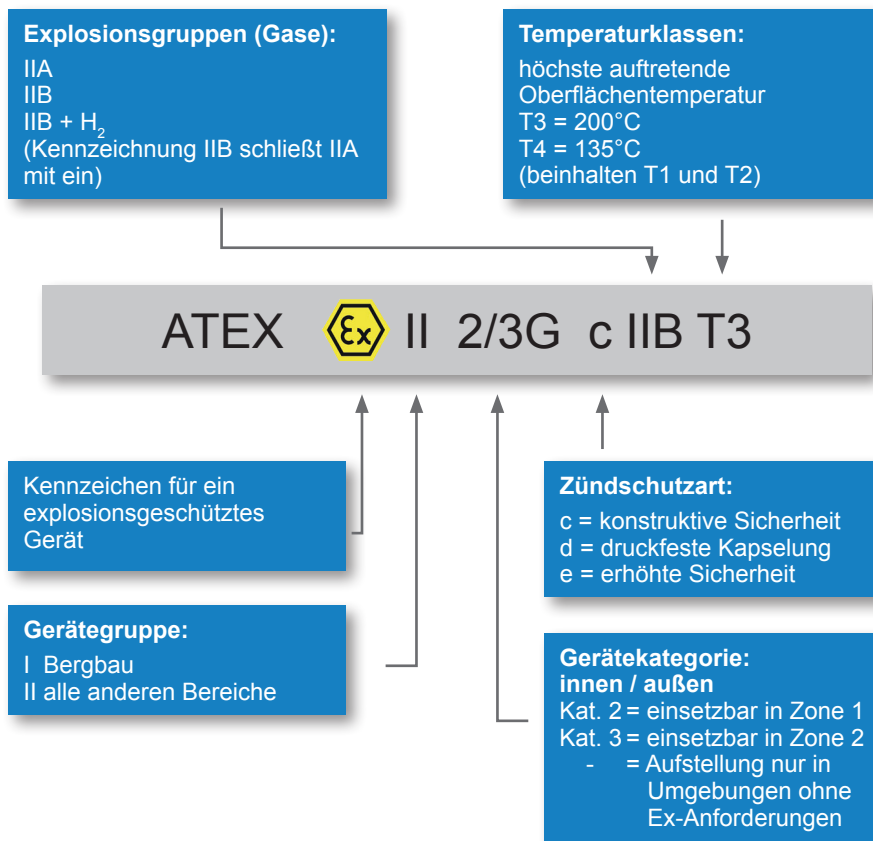 Explosionsgruppen (Gase):
IIA
IIB
IIB + H₂
(Kennzeichnung IIB schließt IIA
mit ein)
Temperaturklassen:
höchste auftretende
Oberflächentemperatur
T3 = 200°C
T4 = 135°C
(beinhalten T1 und T2)
ATEX Ex II 2/3G c IIB T3
Kennzeichen für ein
explosionsgeschütztes
Gerät
Gerätegruppe:
I Bergbau
II alle anderen Bereiche
Zündschutzart:
c = konstruktive Sicherheit
d = druckfeste Kapselung
e = erhöhte Sicherheit
Gerätekategorie:
innen / außen
Kat. 2 = einsetzbar in Zone 1
Kat. 3 = einsetzbar in Zone 2
- = Aufstellung nur in
Umgebungen ohne
Ex-Anforderungen